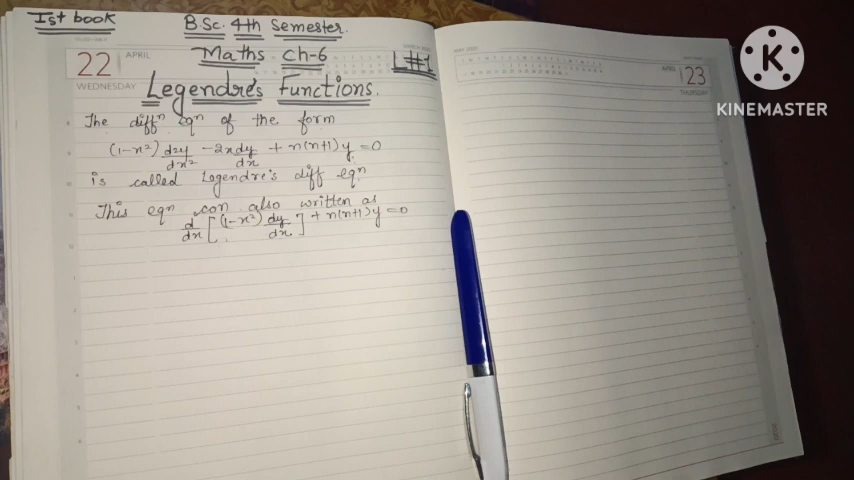 Ist book
B.Sc. 4th Semester.
Maths Ch-6
L#1
22 APRIL
WEDNESDAY
Legendre's Functions.
The diffn eqn of the form
(1-x²) d2y/dx² - 2x dy/dx + n(n+1)y = 0
is called Legendre's diff eqn
This eqn can also written as
d/dx [(1-x²) dy/dx] + n(n+1)y = 0
APRIL 23
THURSDAY
K
KINEMASTER